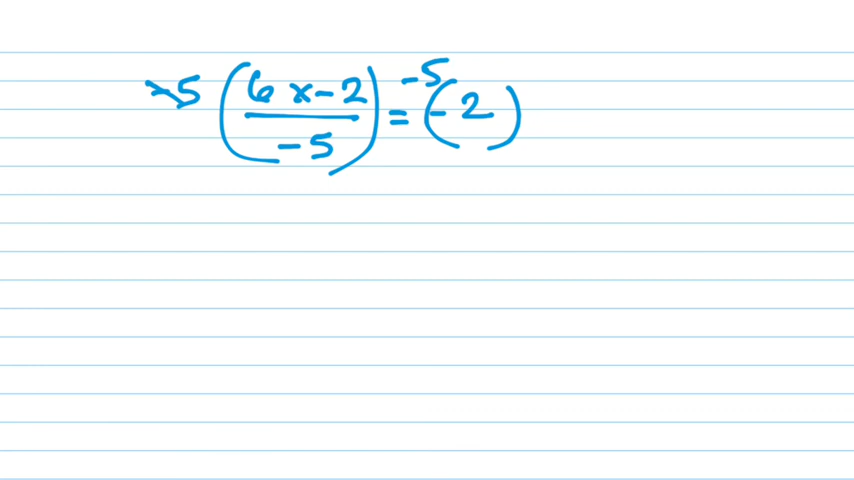 -5 ( (6x-2)/(-5) ) = -5 (-2)